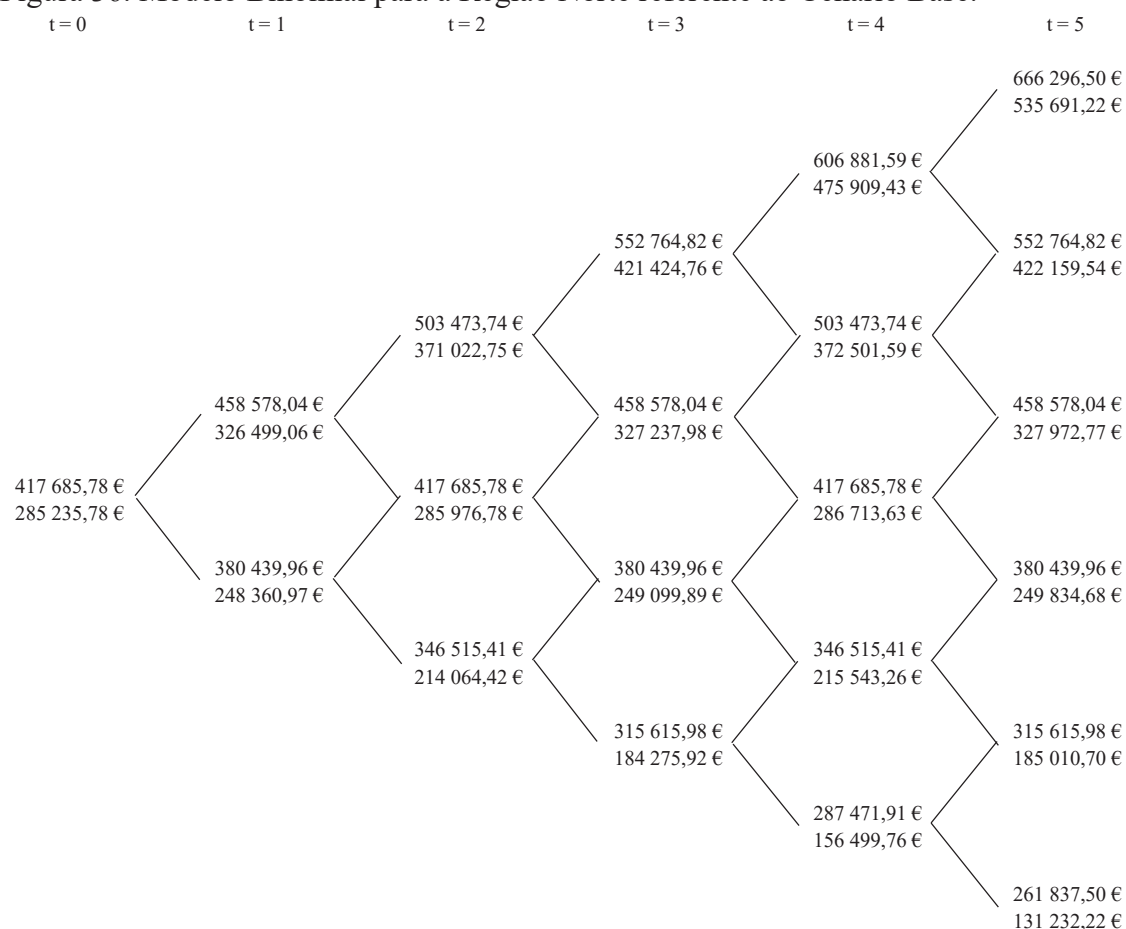 t = 0 t = 1 t = 2 t = 3 t = 4 t = 5
666 296,50 €
535 691,22 €
606 881,59 €
475 909,43 €
552 764,82 € 552 764,82 €
421 424,76 € 422 159,54 €
503 473,74 € 503 473,74 €
371 022,75 € 372 501,59 €
458 578,04 € 458 578,04 € 458 578,04 €
326 499,06 € 327 237,98 € 327 972,77 €
417 685,78 € 417 685,78 € 417 685,78 €
285 235,78 € 285 976,78 € 286 713,63 €
380 439,96 € 380 439,96 € 380 439,96 €
248 360,97 € 249 099,89 € 249 834,68 €
346 515,41 € 346 515,41 €
214 064,42 € 215 543,26 €
315 615,98 € 315 615,98 €
184 275,92 € 185 010,70 €
287 471,91 €
156 499,76 €
261 837,50 €
131 232,22 €